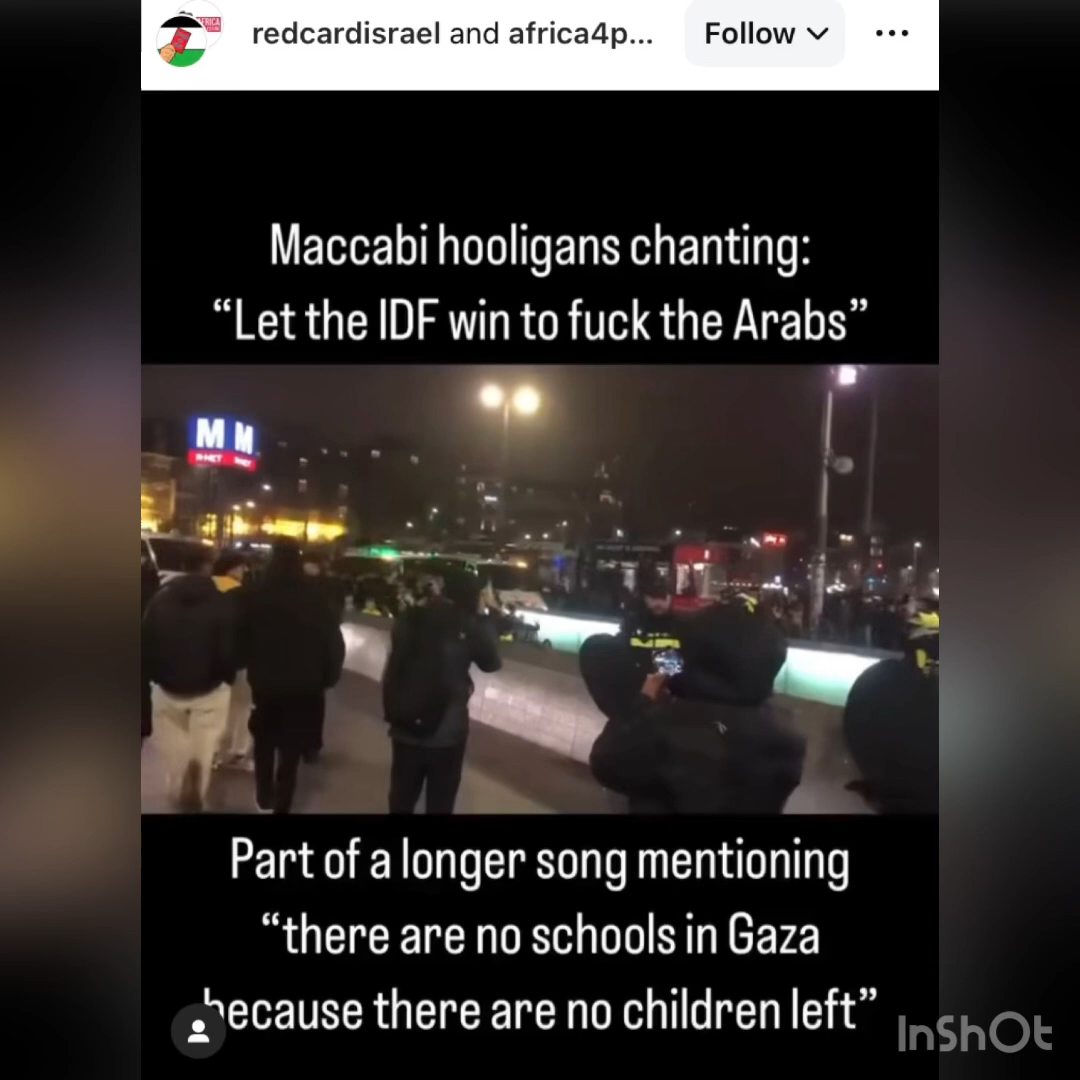 redcardisrael and africa4p...
Follow
Maccabi hooligans chanting:
“Let the IDF win to fuck the Arabs”
M M
R-NET
Part of a longer song mentioning
“there are no schools in Gaza
because there are no children left”
InShOt